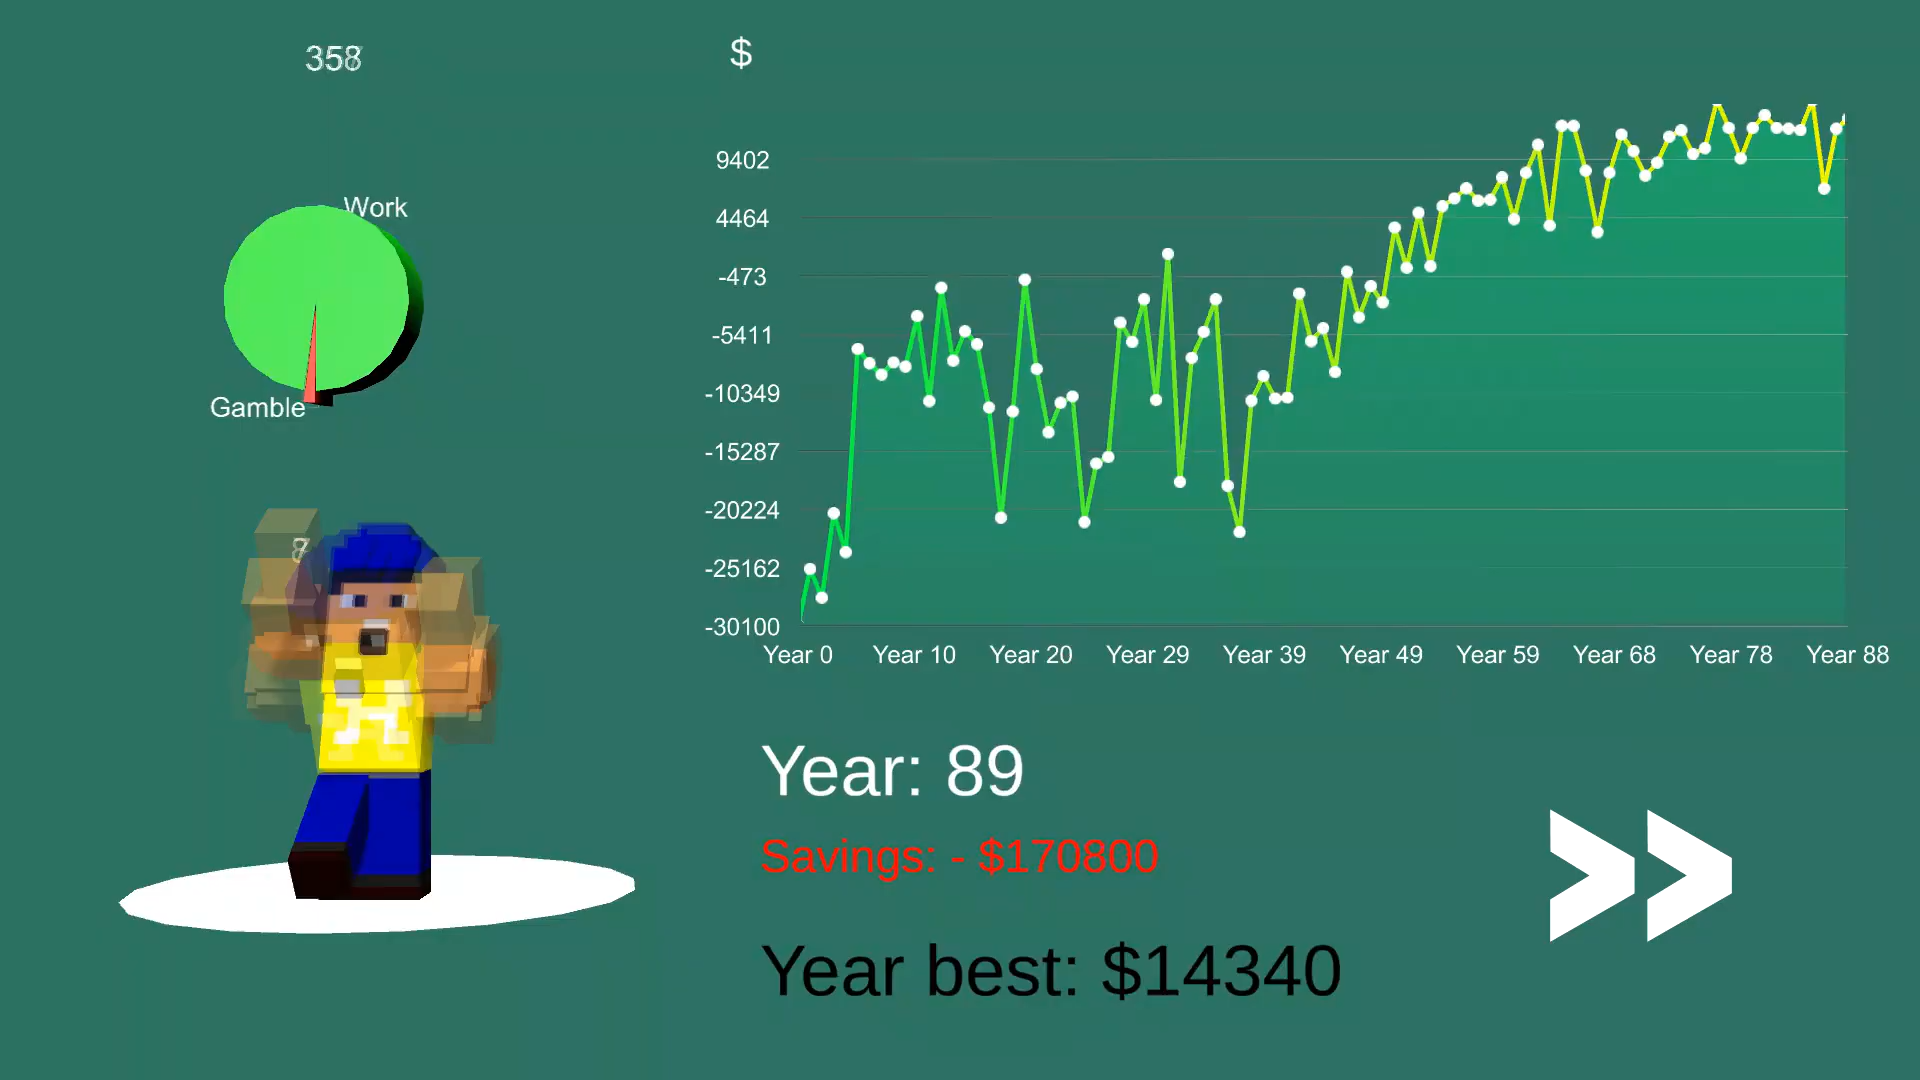 358
$
Work
Gamble
8
9402
4464
-473
-5411
-10349
-15287
-20224
-25162
-30100
Year 0 Year 10 Year 20 Year 29 Year 39 Year 49 Year 59 Year 68 Year 78 Year 88
Year: 89
Savings: - $170800
Year best: $14340